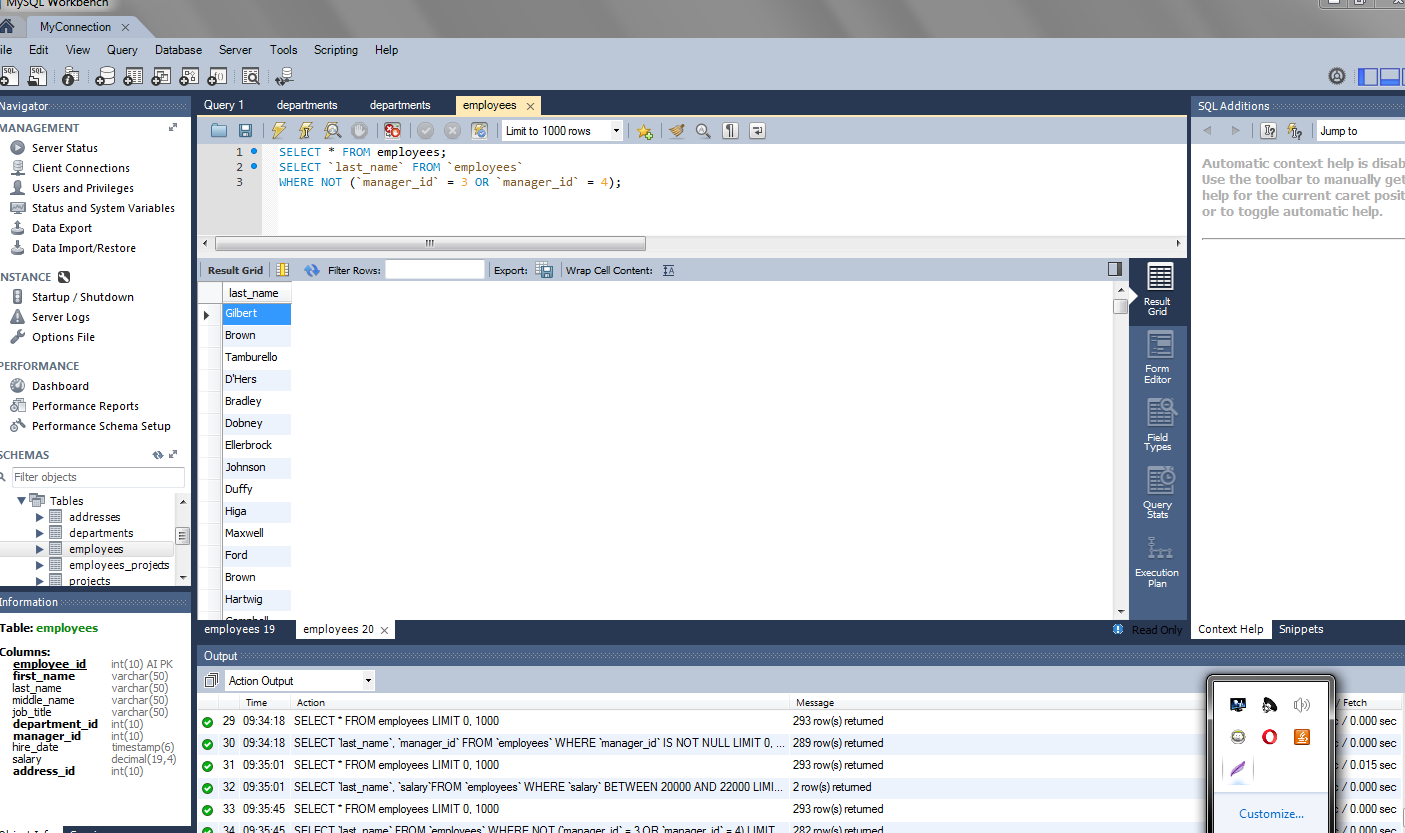 MySQL Workbench
MyConnection
ile Edit View Query Database Server Tools Scripting Help
Navigator
MANAGEMENT
Server Status
Client Connections
Users and Privileges
Status and System Variables
Data Export
Data Import/Restore
NSTANCE
Startup / Shutdown
Server Logs
Options File
PERFORMANCE
Dashboard
Performance Reports
Performance Schema Setup
SCHEMAS
Filter objects
Tables
addresses
departments
employees
employees_projects
projects
Information
Table: employees
Columns:
employee_id int(10) AI PK
first_name varchar(50)
last_name varchar(50)
middle_name varchar(50)
job_title varchar(50)
department_id int(10)
manager_id int(10)
hire_date timestamp(6)
salary decimal(19,4)
address_id int(10)
Query 1 departments departments employees
Limit to 1000 rows
1 SELECT * FROM employees;
2 SELECT `last_name` FROM `employees`
3 WHERE NOT (`manager_id` = 3 OR `manager_id` = 4);
Result Grid Filter Rows: Export: Wrap Cell Content:
last_name
Gilbert
Brown
Tamburello
D'Hers
Bradley
Dobney
Ellerbrock
Johnson
Duffy
Higa
Maxwell
Ford
Brown
Hartwig
Result
Grid
Form
Editor
Field
Types
Query
Stats
Execution
Plan
employees 19 employees 20
Read Only
SQL Additions
Jump to
Automatic context help is disab
Use the toolbar to manually get
help for the current caret posit
or to toggle automatic help.
Context Help Snippets
Output
Action Output
Time Action Message / Fetch
29 09:34:18 SELECT * FROM employees LIMIT 0, 1000 293 row(s) returned / 0.000 sec
30 09:34:18 SELECT `last_name`, `manager_id` FROM `employees` WHERE `manager_id` IS NOT NULL LIMIT 0, ... 289 row(s) returned / 0.000 sec
31 09:35:01 SELECT * FROM employees LIMIT 0, 1000 293 row(s) returned / 0.015 sec
32 09:35:01 SELECT `last_name`, `salary`FROM `employees` WHERE `salary` BETWEEN 20000 AND 22000 LIMI... 2 row(s) returned / 0.000 sec
33 09:35:45 SELECT * FROM employees LIMIT 0, 1000 293 row(s) returned / 0.000 sec
34 09:35:45 SELECT `last_name` FROM `employees` WHERE NOT (`manager_id` = 3 OR `manager_id` = 4) LIMIT 282 row(s) returned / 0.000 sec
Customize...